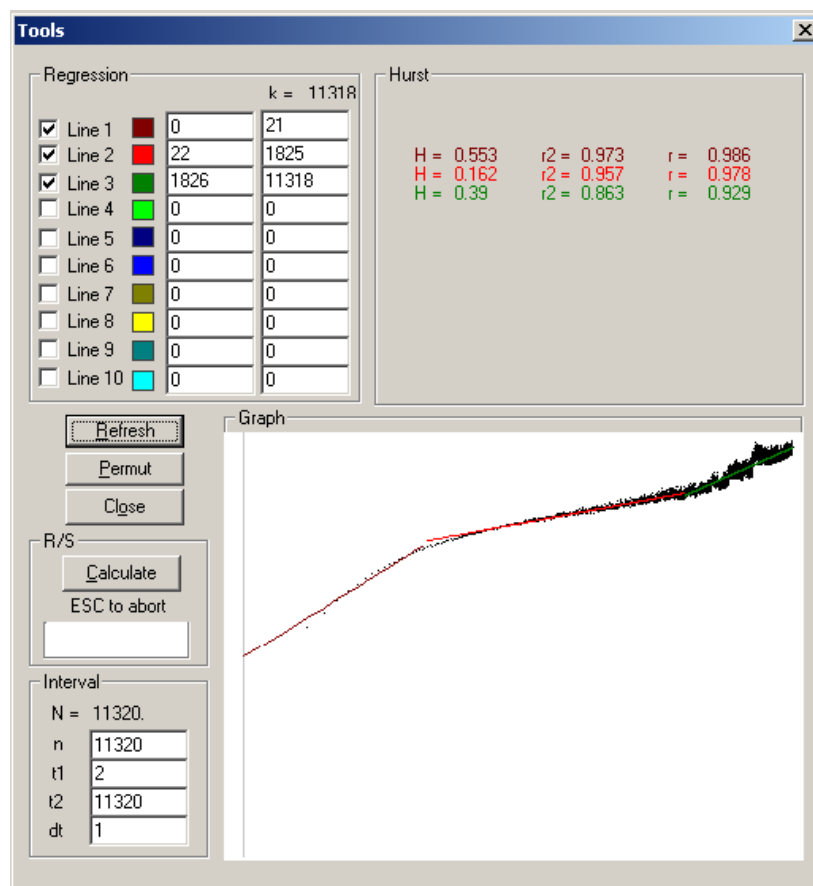 Tools
Regression
k = 11318
Line 1 0 21
Line 2 22 1825
Line 3 1826 11318
Line 4 0 0
Line 5 0 0
Line 6 0 0
Line 7 0 0
Line 8 0 0
Line 9 0 0
Line 10 0 0
Hurst
H = 0.553 r2 = 0.973 r = 0.986
H = 0.162 r2 = 0.957 r = 0.978
H = 0.39 r2 = 0.863 r = 0.929
Refresh
Permut
Close
R/S
Calculate
ESC to abort
Interval
N = 11320.
n 11320
t1 2
t2 11320
dt 1
Graph